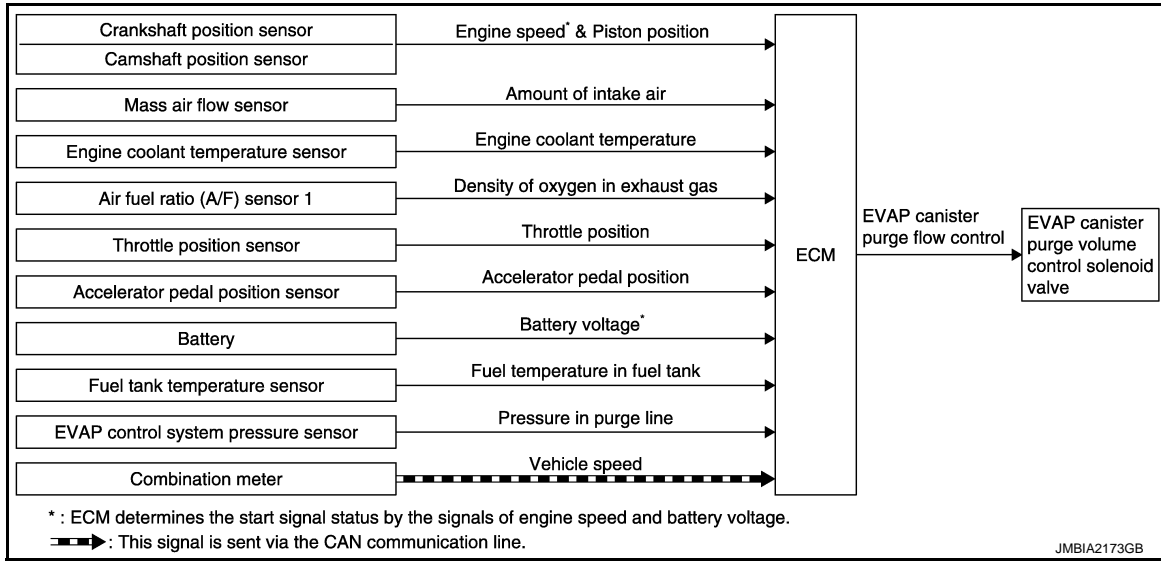 Crankshaft position sensor
Camshaft position sensor
Engine speed* & Piston position
Mass air flow sensor
Amount of intake air
Engine coolant temperature sensor
Engine coolant temperature
Air fuel ratio (A/F) sensor 1
Density of oxygen in exhaust gas
Throttle position sensor
Throttle position
Accelerator pedal position sensor
Accelerator pedal position
Battery
Battery voltage*
Fuel tank temperature sensor
Fuel temperature in fuel tank
EVAP control system pressure sensor
Pressure in purge line
Combination meter
Vehicle speed
ECM
EVAP canister
purge flow control
EVAP canister
purge volume
control solenoid
valve
* : ECM determines the start signal status by the signals of engine speed and battery voltage.
: This signal is sent via the CAN communication line.
JMBIA2173GB